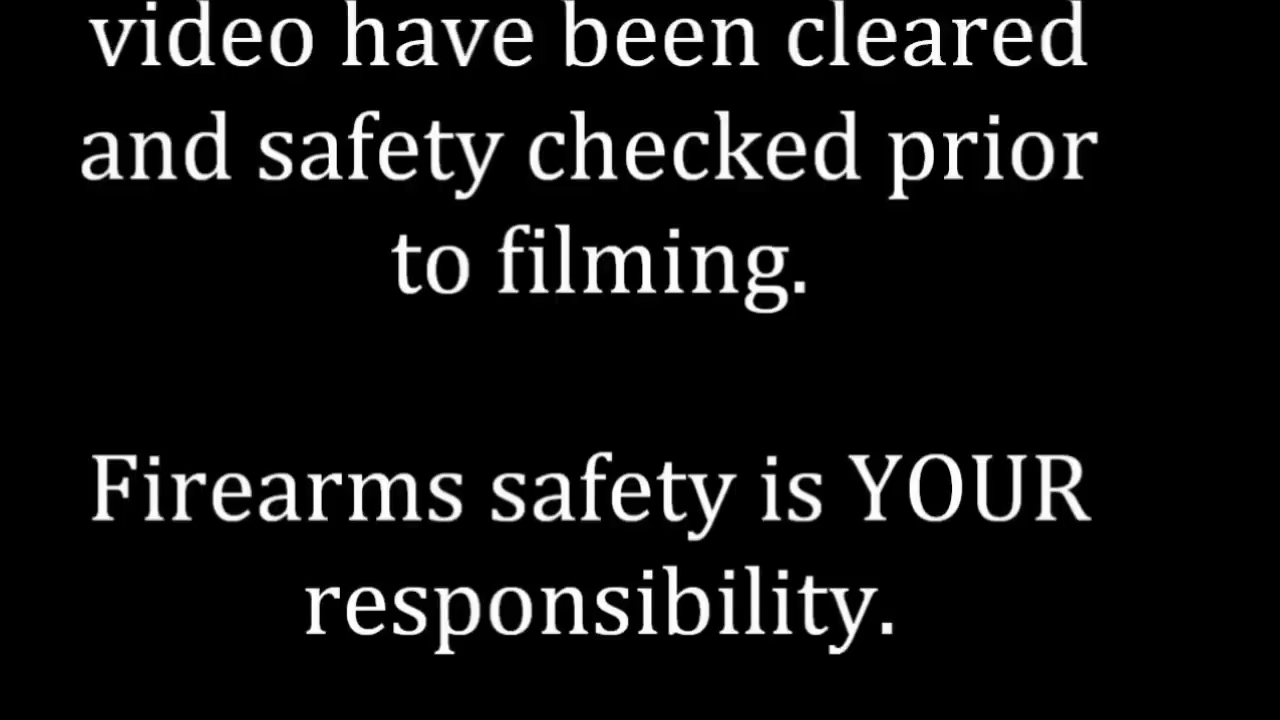 video have been cleared
and safety checked prior
to filming.
Firearms safety is YOUR
responsibility.